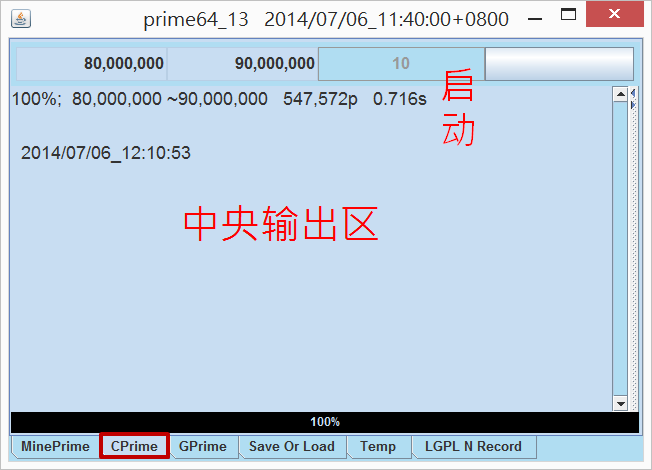 prime64_13 2014/07/06_11:40:00+0800
80,000,000 90,000,000 10
启动
100%; 80,000,000 ~90,000,000 547,572p 0.716s
2014/07/06_12:10:53
中央输出区
100%
MinePrime CPrime GPrime Save Or Load Temp LGPL N Record